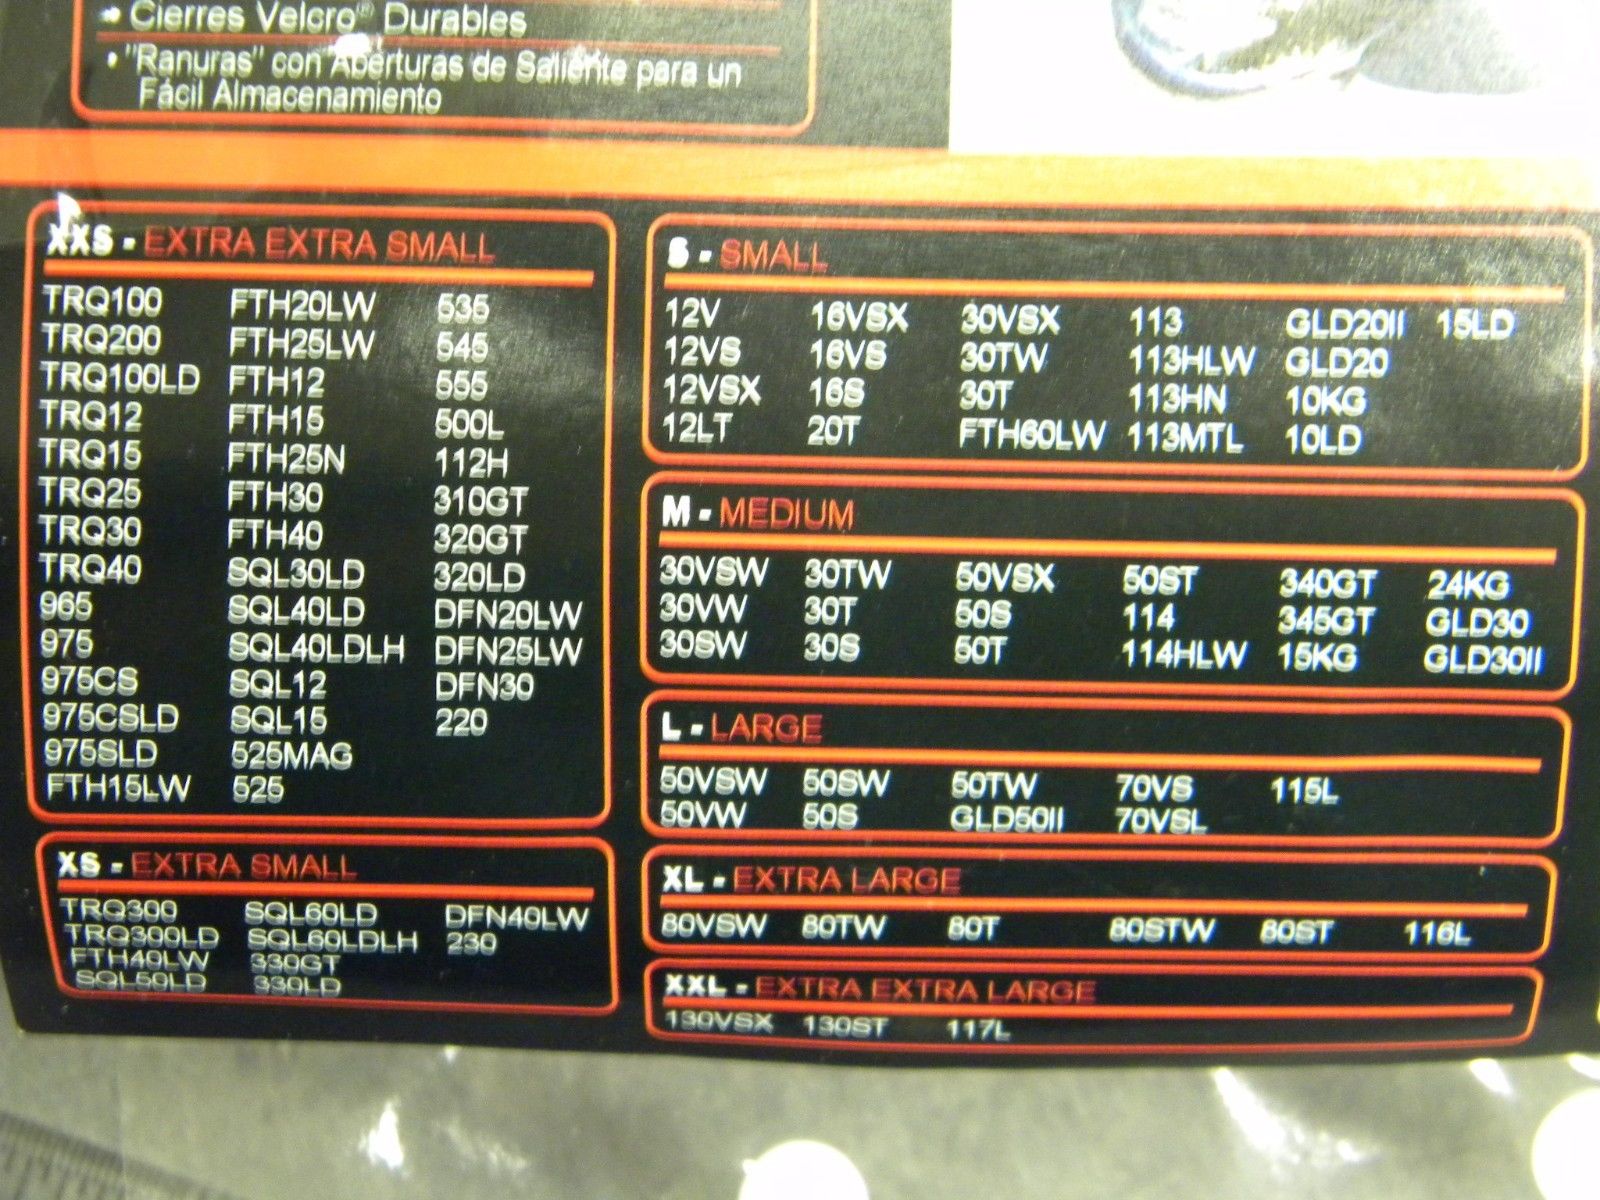 Cierres Velcro® Durables
• "Ranuras" con Aperturas de Saliente para un
Fácil Almacenamiento
XXS - EXTRA EXTRA SMALL
TRQ100 FTH20LW 535
TRQ200 FTH25LW 545
TRQ100LD FTH12 555
TRQ12 FTH15 500L
TRQ15 FTH25N 112H
TRQ25 FTH30 310GT
TRQ30 FTH40 320GT
TRQ40 SQL30LD 320LD
965 SQL40LD DFN20LW
975 SQL40LDLH DFN25LW
975CS SQL12 DFN30
975CSLD SQL15 220
975SLD 525MAG
FTH15LW 525
XS - EXTRA SMALL
TRQ300 SQL60LD DFN40LW
TRQ300LD SQL60LDLH 230
FTH40LW 330GT
SQL50LD 330LD
S - SMALL
12V 16VSX 30VSX 113 GLD20II 15LD
12VS 16VS 30TW 113HLW GLD20
12VSX 16S 30T 113HN 10KG
12LT 20T FTH60LW 113MTL 10LD
M - MEDIUM
30VSW 30TW 50VSX 50ST 340GT 24KG
30VW 30T 50S 114 345GT GLD30
30SW 30S 50T 114HLW 15KG GLD30II
L - LARGE
50VSW 50SW 50TW 70VS 115L
50VW 50S GLD50II 70VSL
XL - EXTRA LARGE
80VSW 80TW 80T 80STW 80ST 116L
XXL - EXTRA EXTRA LARGE
130VSX 130ST 117L